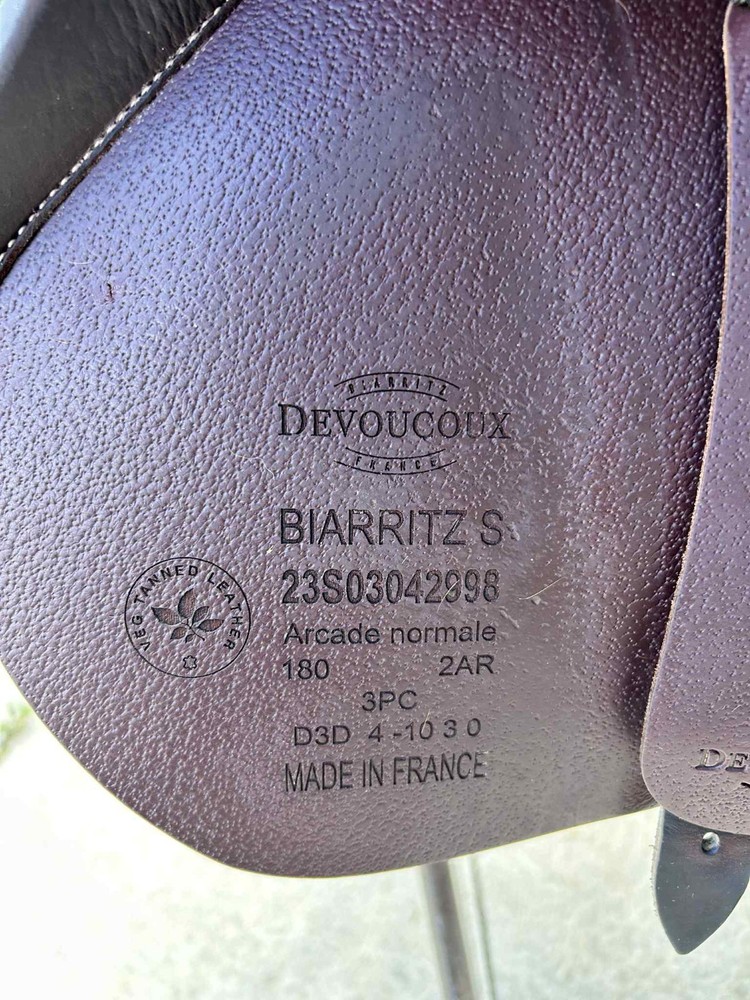 BIARRITZ
DEVOUCOUX
FRANCE
BIARRITZ S
23S03042998
VEG TANNED LEATHER
Arcade normale
180 2AR
3PC
D3D 4 -10 3 0
MADE IN FRANCE
DE